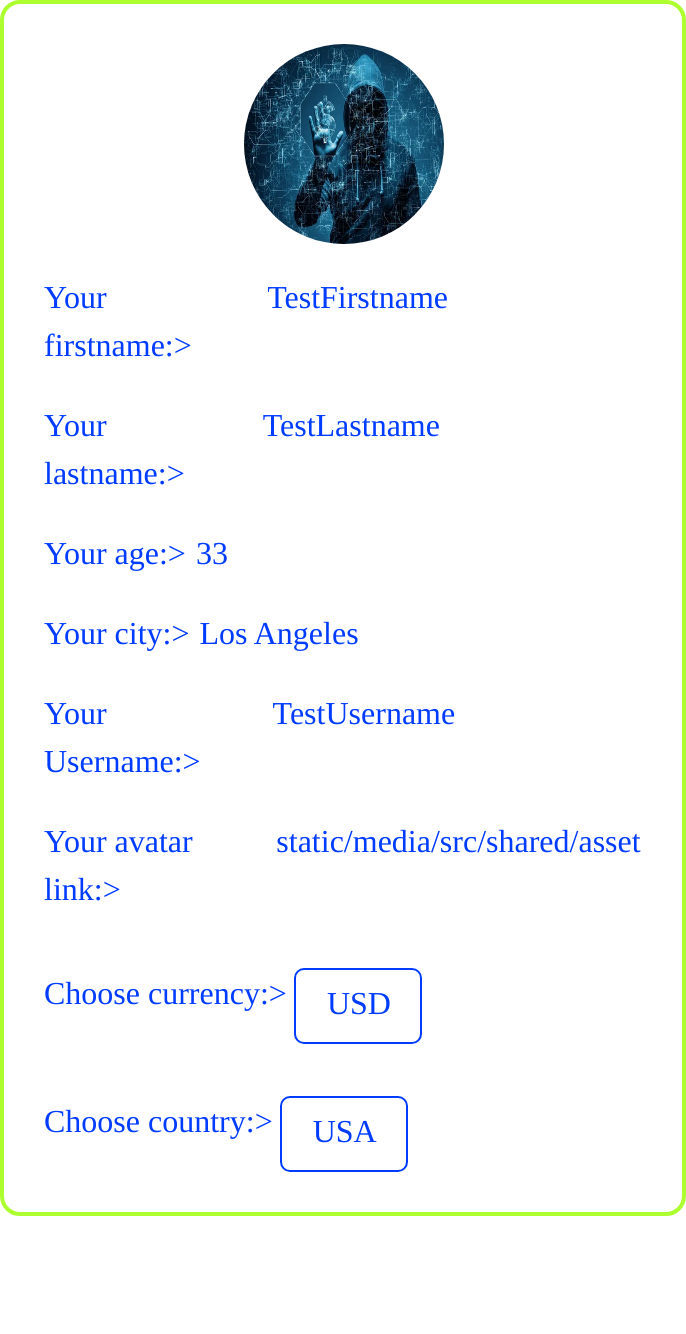 Your TestFirstname
firstname:>
Your TestLastname
lastname:>
Your age:> 33
Your city:> Los Angeles
Your TestUsername
Username:>
Your avatar static/media/src/shared/asset
link:>
Choose currency:> USD
Choose country:> USA